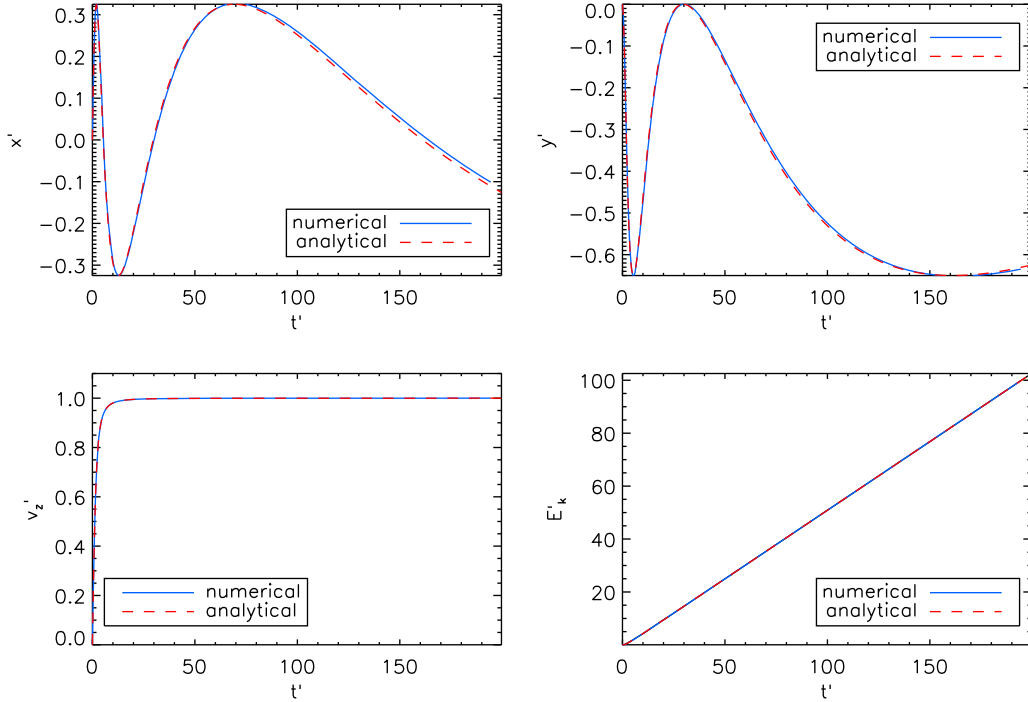 0.3
0.2
0.1
0.0
−0.1
−0.2
−0.3
x'
0 50 100 150
t'
numerical
analytical
0.0
−0.1
−0.2
−0.3
−0.4
−0.5
−0.6
y'
0 50 100 150
t'
numerical
analytical
1.0
0.8
0.6
0.4
0.2
0.0
v_z'
0 50 100 150
t'
numerical
analytical
100
80
60
40
20
E'_k
0 50 100 150
t'
numerical
analytical